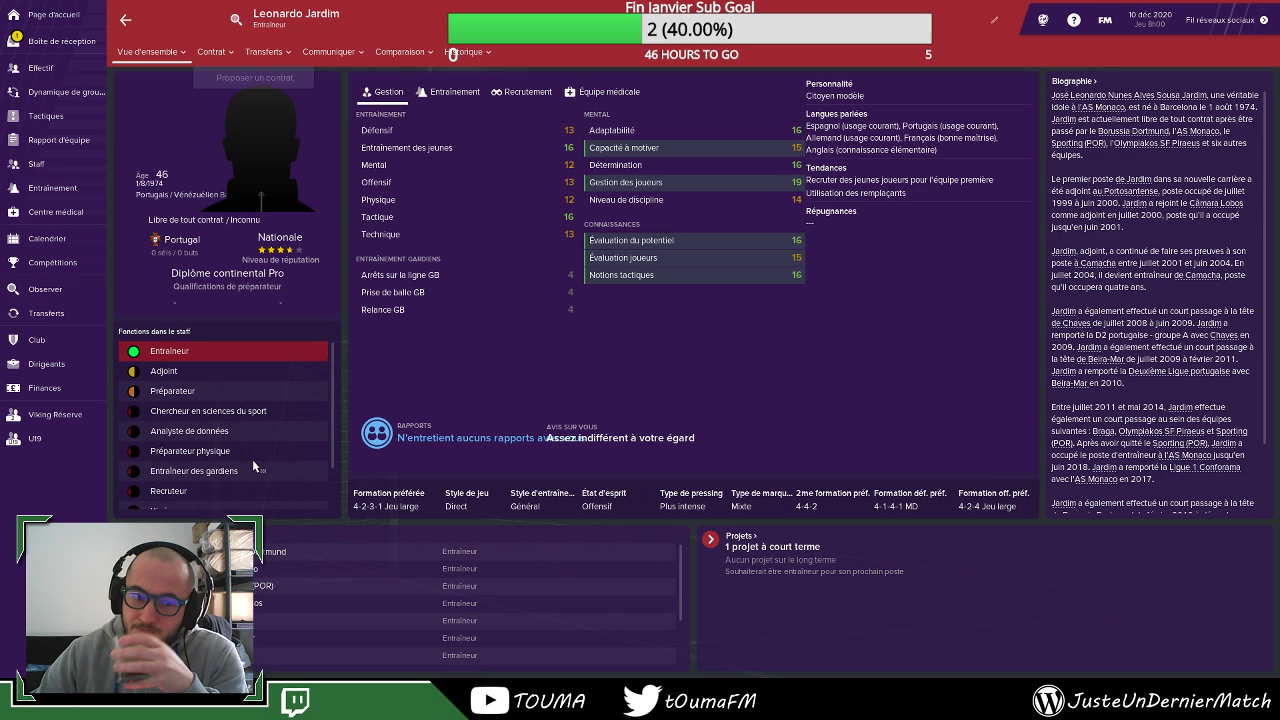 Fin Janvier Sub Goal
2 (40.00%)
0
46 HOURS TO GO
5
Leonardo Jardim
Entraîneur
10 déc 2020
Jeu 8h00
Fil réseaux sociaux
FM
Vue d'ensemble
Contrat
Transferts
Communiquer
Comparaison
Historique
Page d'accueil
1
Boîte de réception
Effectif
Dynamique de grou...
Tactiques
Rapport d'équipe
Staff
Entraînement
Centre médical
Calendrier
Compétitions
Observer
Transferts
Club
Dirigeants
Finances
Viking Réserve
U19
Proposer un contrat
Âge 46
1/8/1974
Portugais / Vénézuélien
Libre de tout contrat / Inconnu
Portugal
0 séls / 0 buts
Nationale
Niveau de réputation
Diplôme continental Pro
Qualifications de préparateur
-
-
Fonctions dans le staff
Entraîneur
Adjoint
Préparateur
Chercheur en sciences du sport
Analyste de données
Préparateur physique
Entraîneur des gardiens
Recruteur
Gestion
Entraînement
Recrutement
Équipe médicale
ENTRAÎNEMENT
Défensif 13
Entraînement des jeunes 16
Mental 12
Offensif 13
Physique 12
Tactique 16
Technique 13
ENTRAÎNEMENT GARDIENS
Arrêts sur la ligne GB 4
Prise de balle GB 4
Relance GB 4
MENTAL
Adaptabilité 16
Capacité à motiver 15
Détermination 16
Gestion des joueurs 19
Niveau de discipline 14
CONNAISSANCES
Évaluation du potentiel 16
Évaluation joueurs 15
Notions tactiques 16
Personnalité
Citoyen modèle
Langues parlées
Espagnol (usage courant), Portugais (usage courant),
Allemand (usage courant), Français (bonne maîtrise),
Anglais (connaissance élémentaire)
Tendances
Recruter des jeunes joueurs pour l'équipe première
Utilisation des remplaçants
Répugnances
—
RAPPORTS
N'entretient aucuns rapports
AVIS SUR VOUS
Assez indifférent à votre égard
Formation préférée
4-2-3-1 Jeu large
Style de jeu
Direct
Style d'entraîne...
Général
État d'esprit
Offensif
Type de pressing
Plus intense
Type de marqu...
Mixte
2me formation préf.
4-4-2
Formation déf. préf.
4-1-4-1 MD
Formation off. préf.
4-2-4 Jeu large
Biographie
José Leonardo Nunes Alves Sousa Jardim, une véritable
idole à l'AS Monaco, est né à Barcelona le 1 août 1974.
Jardim est actuellement libre de tout contrat après être
passé par le Borussia Dortmund, l'AS Monaco, le
Sporting (POR), l'Olympiakos SF Piraeus et six autres
équipes.
Le premier poste de Jardim dans sa nouvelle carrière a
été adjoint au Portosantense, poste occupé de juillet
1999 à juin 2000. Jardim a rejoint le Câmara Lobos
comme adjoint en juillet 2000, poste qu'il a occupé
jusqu'en juin 2001.
Jardim, adjoint, a continué de faire ses preuves à son
poste à Camacha entre juillet 2001 et juin 2004. En
juillet 2004, il devient entraîneur de Camacha, poste
qu'il occupera quatre ans.
Jardim a également effectué un court passage à la tête
de Chaves de juillet 2008 à juin 2009. Jardim a
remporté la D2 portugaise - groupe A avec Chaves en
2009. Jardim a également effectué un court passage à
la tête de Beira-Mar de juillet 2009 à février 2011.
Jardim a remporté la Deuxième Ligue portugaise avec
Beira-Mar en 2010.
Entre juillet 2011 et mai 2014, Jardim effectue
également un court passage au sein des équipes
suivantes : Braga, Olympiakos SF Piraeus et Sporting
(POR). Après avoir quitté le Sporting (POR), Jardim a
occupé le poste d'entraîneur à l'AS Monaco jusqu'en
juin 2018. Jardim a remporté la Ligue 1 Conforama
avec l'AS Monaco en 2017.
Jardim a également effectué un court passage à la tête
Entraîneur
Entraîneur
(POR) Entraîneur
Entraîneur
Entraîneur
Entraîneur
Entraîneur
Projets
1 projet à court terme
Aucun projet sur le long terme
Souhaiterait être entraîneur pour son prochain poste
TOUMA
tOumaFM
JusteUnDernierMatch